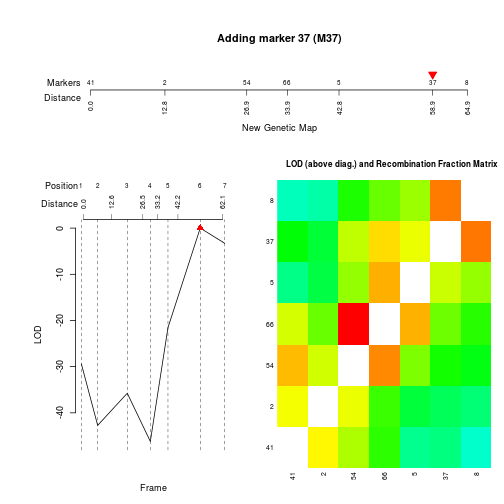 Adding marker 37 (M37)
Markers 41 2 54 66 5 37 8
Distance
0.0 12.8 26.9 33.9 42.8 58.9 64.9
New Genetic Map
LOD (above diag.) and Recombination Fraction Matrix
Position 1 2 3 4 5 6 7
Distance 0.0 12.6 26.5 33.2 42.2 62.1
0
-10
-20
-30
-40
LOD
Frame
8
37
5
66
54
2
41
41 2 54 66 5 37 8